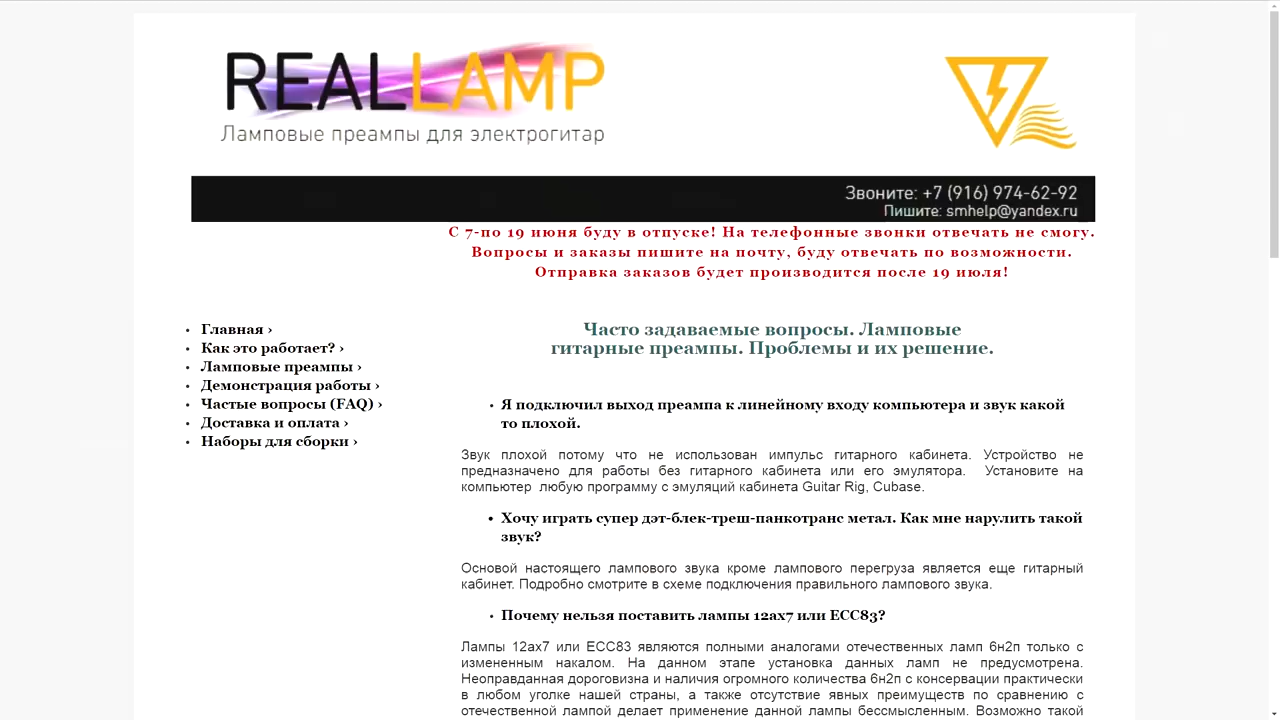 REALLAMP
Ламповые преампы для электрогитар
Звоните: +7 (916) 974-62-92
Пишите: smhelp@yandex.ru
С 7-по 19 июня буду в отпуске! На телефонные звонки отвечать не смогу.
Вопросы и заказы пишите на почту, буду отвечать по возможности.
Отправка заказов будет производится после 19 июля!
Главная ›
Как это работает? ›
Ламповые преампы ›
Демонстрация работы ›
Частые вопросы (FAQ) ›
Доставка и оплата ›
Наборы для сборки ›
Часто задаваемые вопросы. Ламповые
гитарные преампы. Проблемы и их решение.
Я подключил выход преампа к линейному входу компьютера и звук какой
то плохой.
Звук плохой потому что не использован импульс гитарного кабинета. Устройство не
предназначено для работы без гитарного кабинета или его эмулятора. Установите на
компьютер любую программу с эмуляций кабинета Guitar Rig, Cubase.
Хочу играть супер дэт-блек-треш-панкотранс метал. Как мне нарулить такой
звук?
Основой настоящего лампового звука кроме лампового перегруза является еще гитарный
кабинет. Подробно смотрите в схеме подключения правильного лампового звука.
Почему нельзя поставить лампы 12ax7 или ECC83?
Лампы 12ax7 или ECC83 являются полными аналогами отечественных ламп 6н2п только с
измененным накалом. На данном этапе установка данных ламп не предусмотрена.
Неоправданная дороговизна и наличия огромного количества 6н2п с консервации практически
в любом уголке нашей страны, а также отсутствие явных преимуществ по сравнению с
отечественной лампой делает применение данной лампы бессмысленным. Возможно такой